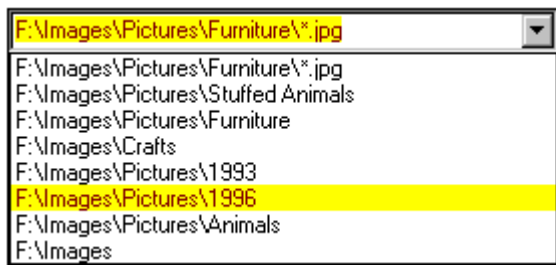 F:\Images\Pictures\Furniture\*.jpg
F:\Images\Pictures\Furniture\*.jpg
F:\Images\Pictures\Stuffed Animals
F:\Images\Pictures\Furniture
F:\Images\Crafts
F:\Images\Pictures\1993
F:\Images\Pictures\1996
F:\Images\Pictures\Animals
F:\Images